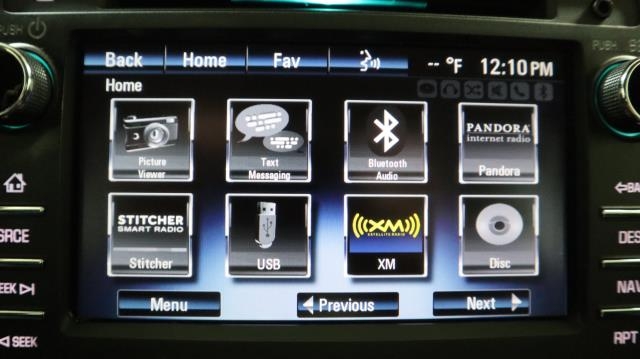 PUSH
PUSH
Back Home Fav -- °F 12:10 PM
Home
Picture Viewer
Text Messaging
Bluetooth Audio
PANDORA
internet radio
Pandora
STITCHER
SMART RADIO
Stitcher
USB
((XM))
SATELLITE RADIO
XM
Disc
Menu Previous Next
SRCE
SEEK
SEEK
NAV
RPT